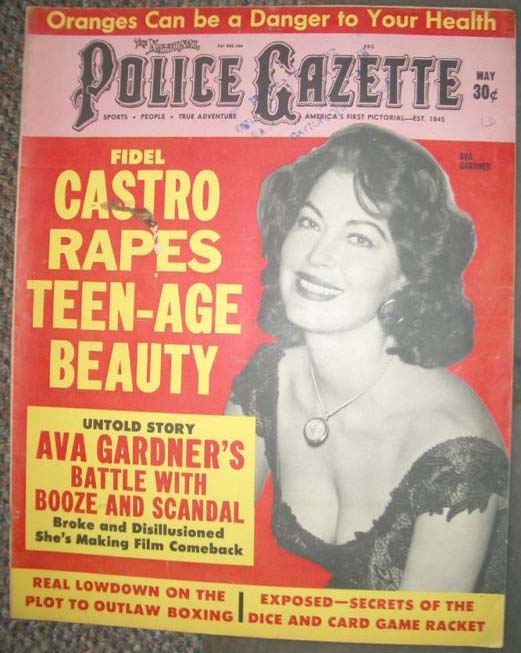 Oranges Can be a Danger to Your Health
The NATIONAL
POLICE GAZETTE
MAY
30¢
SPORTS • PEOPLE • TRUE ADVENTURE
AMERICA'S FIRST PICTORIAL—EST. 1845
AVA
GARDNER
FIDEL
CASTRO
RAPES
TEEN-AGE
BEAUTY
UNTOLD STORY
AVA GARDNER'S
BATTLE WITH
BOOZE AND SCANDAL
Broke and Disillusioned
She's Making Film Comeback
REAL LOWDOWN ON THE
PLOT TO OUTLAW BOXING
EXPOSED—SECRETS OF THE
DICE AND CARD GAME RACKET